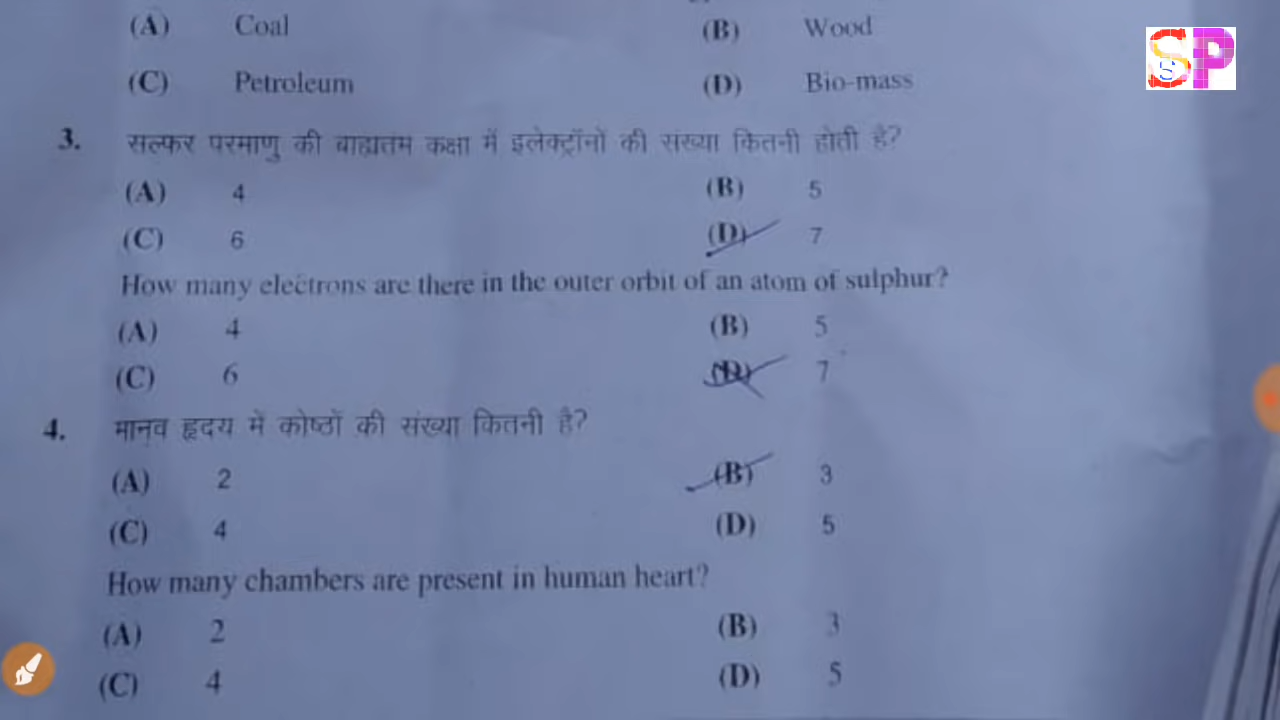 (A) Coal (B) Wood
(C) Petroleum (D) Bio-mass
3. सल्फर परमाणु की बाह्यतम कक्षा में इलेक्ट्रॉनों की संख्या कितनी होती है?
(A) 4 (B) 5
(C) 6 (D) 7
How many electrons are there in the outer orbit of an atom of sulphur?
(A) 4 (B) 5
(C) 6 (D) 7
4. मानव हृदय में कोष्ठों की संख्या कितनी है?
(A) 2 (B) 3
(C) 4 (D) 5
How many chambers are present in human heart?
(A) 2 (B) 3
(C) 4 (D) 5
SSP